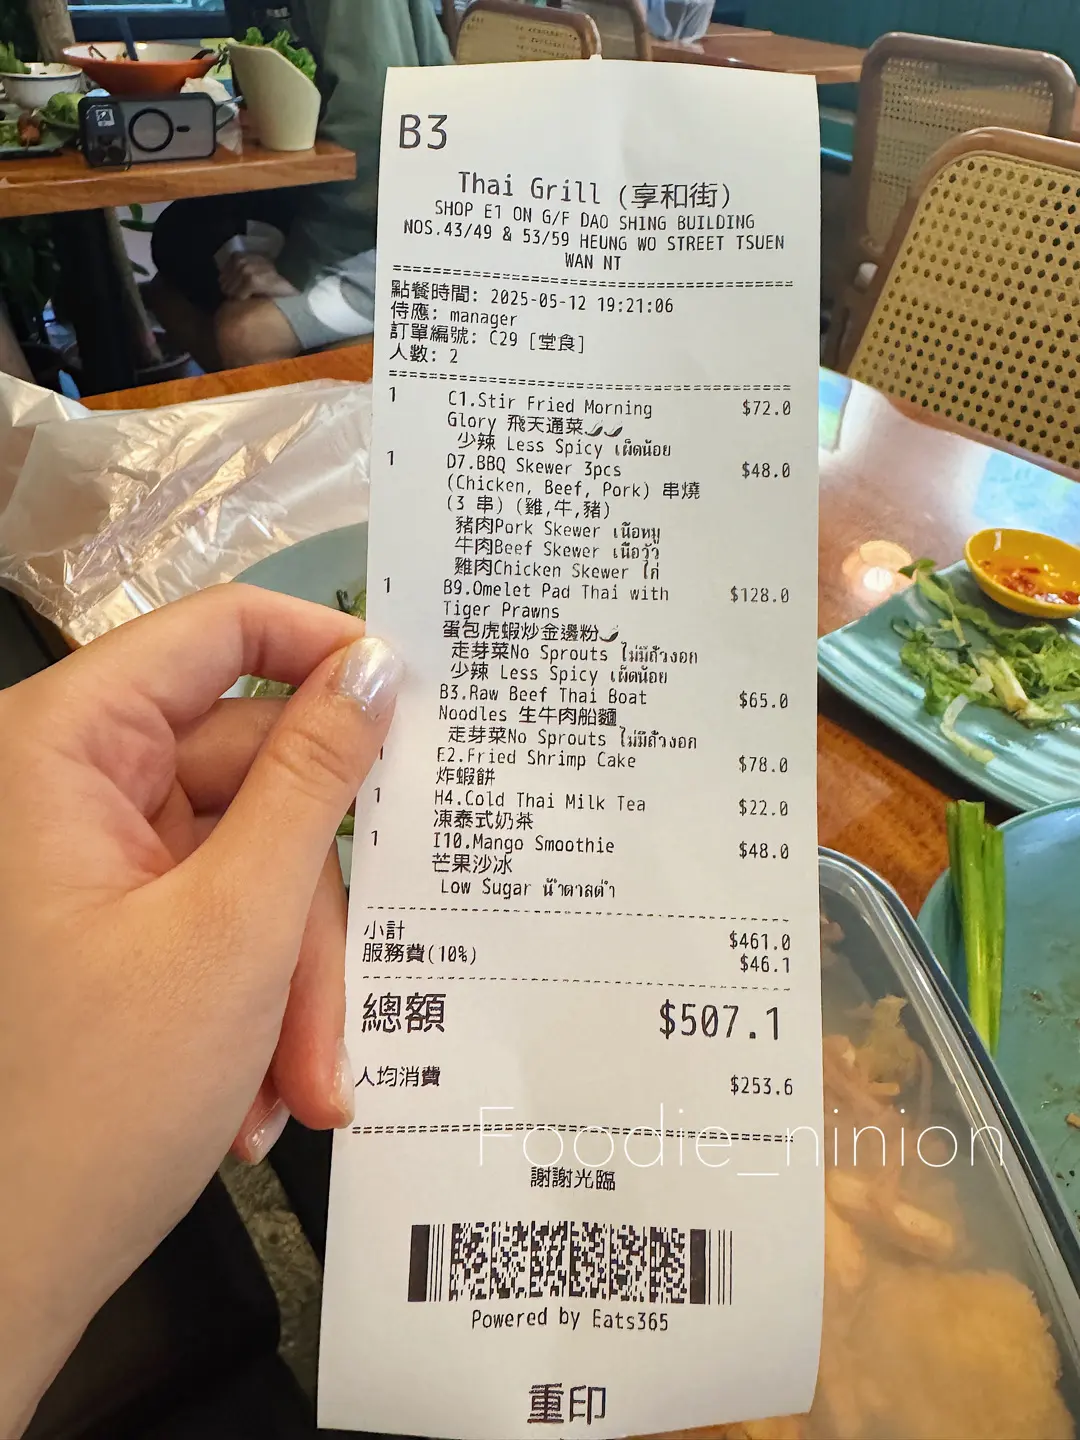 B3
Thai Grill (享和街)
SHOP E1 ON G/F DAO SHING BUILDING
NOS.43/49 & 53/59 HEUNG WO STREET TSUEN
WAN NT
點餐時間: 2025-05-12 19:21:06
侍應: manager
訂單編號: C29 [堂食]
人數: 2
1 C1.Stir Fried Morning $72.0
Glory 飛天通菜
少辣 Less Spicy เผ็ดน้อย
1 D7.BBQ Skewer 3pcs $48.0
(Chicken, Beef, Pork) 串燒
(3 串) (雞,牛,豬)
豬肉Pork Skewer เนื้อหมู
牛肉Beef Skewer เนื้อวัว
雞肉Chicken Skewer ไก่
1 B9.Omelet Pad Thai with $128.0
Tiger Prawns
蛋包虎蝦炒金邊粉
走芽菜No Sprouts ไม่มีถั่วงอก
少辣 Less Spicy เผ็ดน้อย
B3.Raw Beef Thai Boat $65.0
Noodles 生牛肉船麵
走芽菜No Sprouts ไม่มีถั่วงอก
1 E2.Fried Shrimp Cake $78.0
炸蝦餅
1 H4.Cold Thai Milk Tea $22.0
凍泰式奶茶
1 I10.Mango Smoothie $48.0
芒果沙冰
Low Sugar น้ำตาลต่ำ
小計 $461.0
服務費(10%) $46.1
總額 $507.1
人均消費 $253.6
Foodie_ninion
謝謝光臨
Powered by Eats365
重印